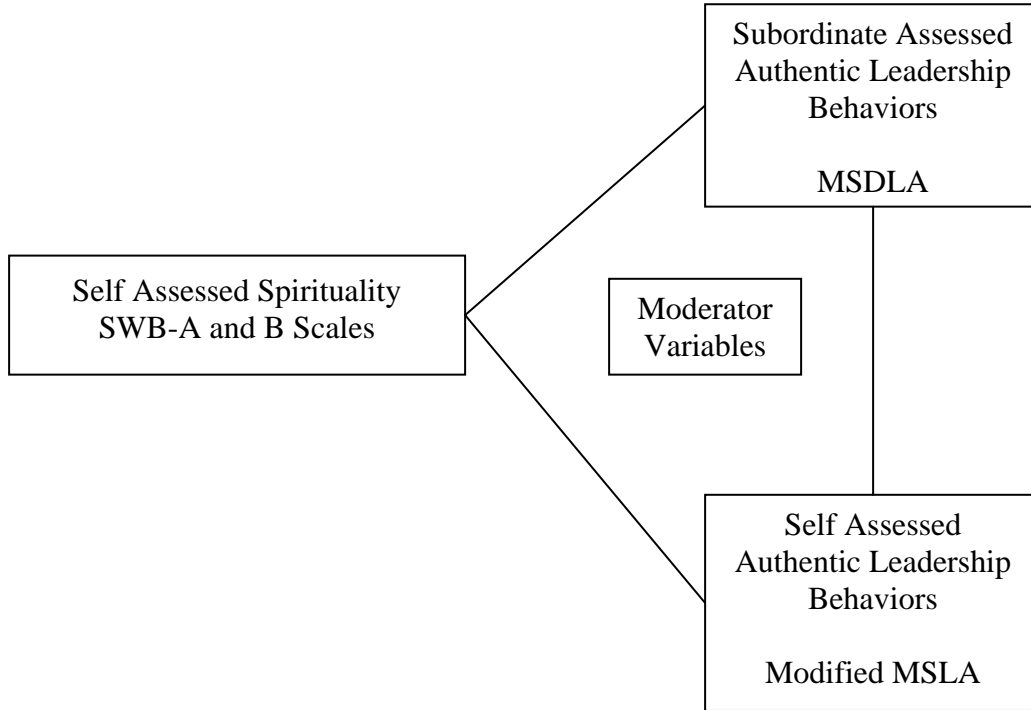 Subordinate Assessed
Authentic Leadership
Behaviors
MSDLA
Self Assessed Spirituality
SWB-A and B Scales
Moderator
Variables
Self Assessed
Authentic Leadership
Behaviors
Modified MSLA